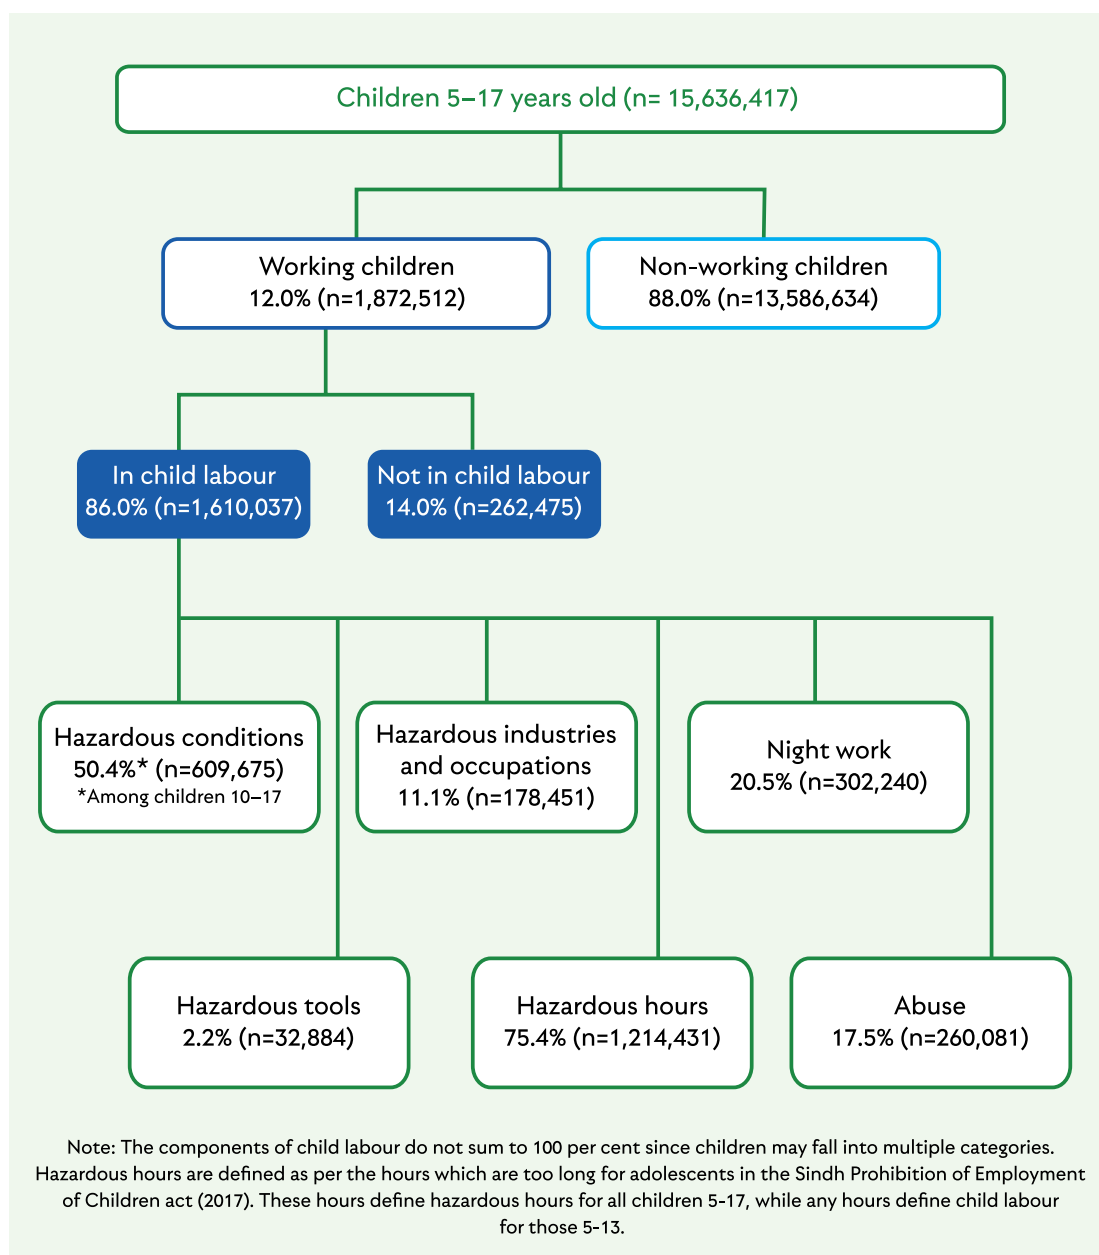 Children 5–17 years old (n= 15,636,417)
Working children
12.0% (n=1,872,512)
Non-working children
88.0% (n=13,586,634)
In child labour
86.0% (n=1,610,037)
Not in child labour
14.0% (n=262,475)
Hazardous conditions
50.4%* (n=609,675)
*Among children 10–17
Hazardous industries
and occupations
11.1% (n=178,451)
Night work
20.5% (n=302,240)
Hazardous tools
2.2% (n=32,884)
Hazardous hours
75.4% (n=1,214,431)
Abuse
17.5% (n=260,081)
Note: The components of child labour do not sum to 100 per cent since children may fall into multiple categories.
Hazardous hours are defined as per the hours which are too long for adolescents in the Sindh Prohibition of Employment
of Children act (2017). These hours define hazardous hours for all children 5-17, while any hours define child labour
for those 5-13.